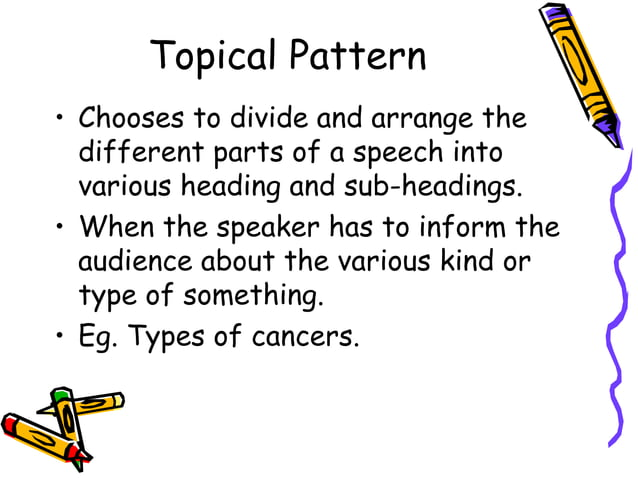 Topical Pattern
• Chooses to divide and arrange the
different parts of a speech into
various heading and sub-headings.
• When the speaker has to inform the
audience about the various kind or
type of something.
• Eg. Types of cancers.